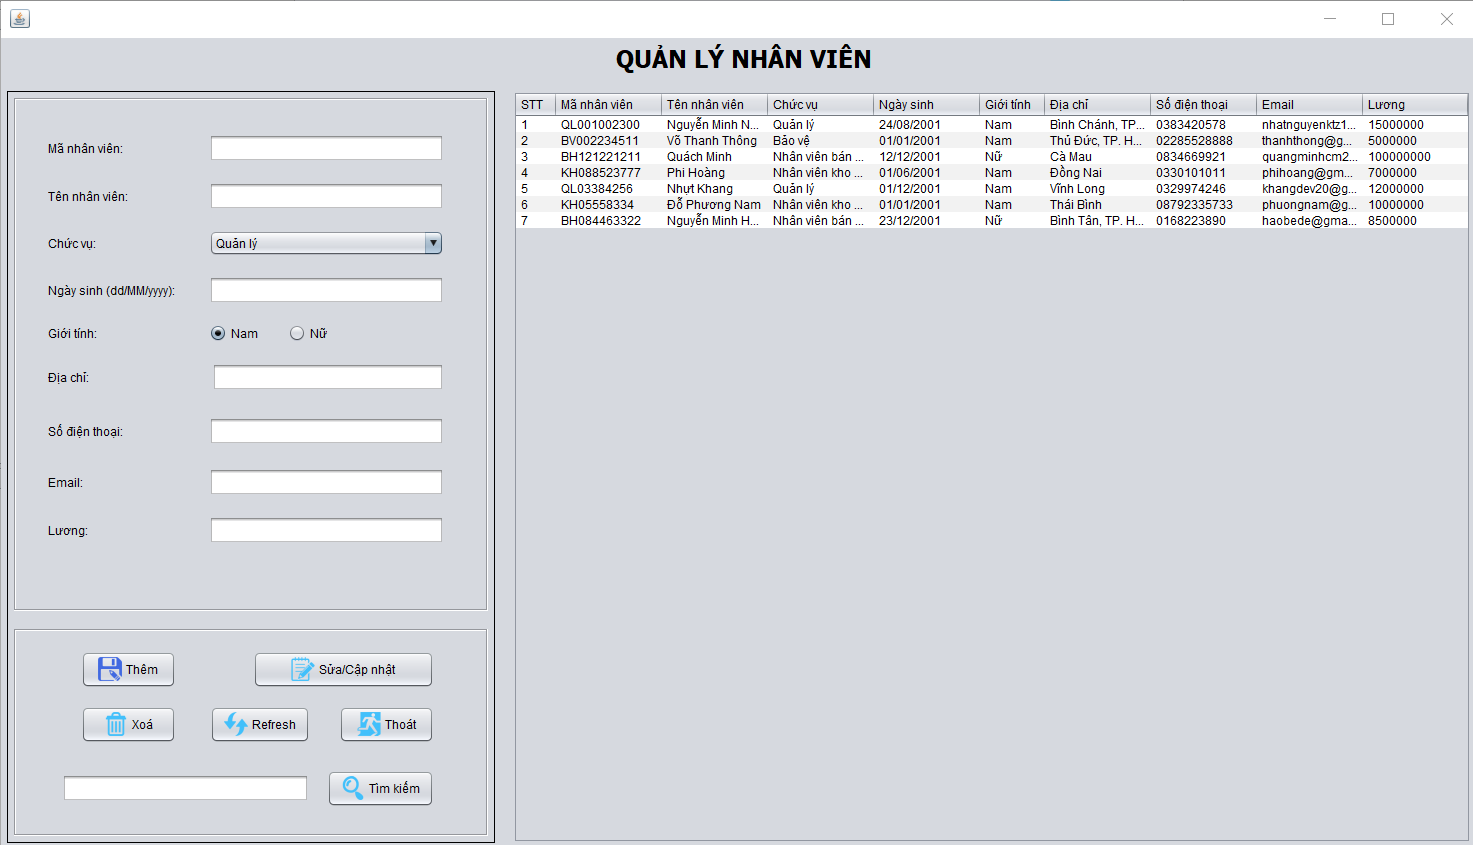 QUẢN LÝ NHÂN VIÊN
Mã nhân viên:
Tên nhân viên:
Chức vụ: Quản lý
Ngày sinh (dd/MM/yyyy):
Giới tính: Nam Nữ
Địa chỉ:
Số điện thoại:
Email:
Lương:
Thêm Sửa/Cập nhật
Xoá Refresh Thoát
Tìm kiếm
STT Mã nhân viên Tên nhân viên Chức vụ Ngày sinh Giới tính Địa chỉ Số điện thoại Email Lương
1 QL001002300 Nguyễn Minh N... Quản lý 24/08/2001 Nam Bình Chánh, TP... 0383420578 nhatnguyenktz1... 15000000
2 BV002234511 Võ Thanh Thông Bảo vệ 01/01/2001 Nam Thủ Đức, TP. H... 02285528888 thanhthong@g... 5000000
3 BH121221211 Quách Minh Nhân viên bán ... 12/12/2001 Nữ Cà Mau 0834669921 quangminhcm2... 100000000
4 KH088523777 Phi Hoàng Nhân viên kho ... 01/06/2001 Nam Đồng Nai 0330101011 phihoang@gm... 7000000
5 QL03384256 Nhựt Khang Quản lý 01/12/2001 Nam Vĩnh Long 0329974246 khangdev20@g... 12000000
6 KH05558334 Đỗ Phương Nam Nhân viên kho ... 01/01/2001 Nam Thái Bình 08792335733 phuongnam@g... 10000000
7 BH084463322 Nguyễn Minh H... Nhân viên bán ... 23/12/2001 Nữ Bình Tân, TP. H... 0168223890 haobede@gma... 8500000